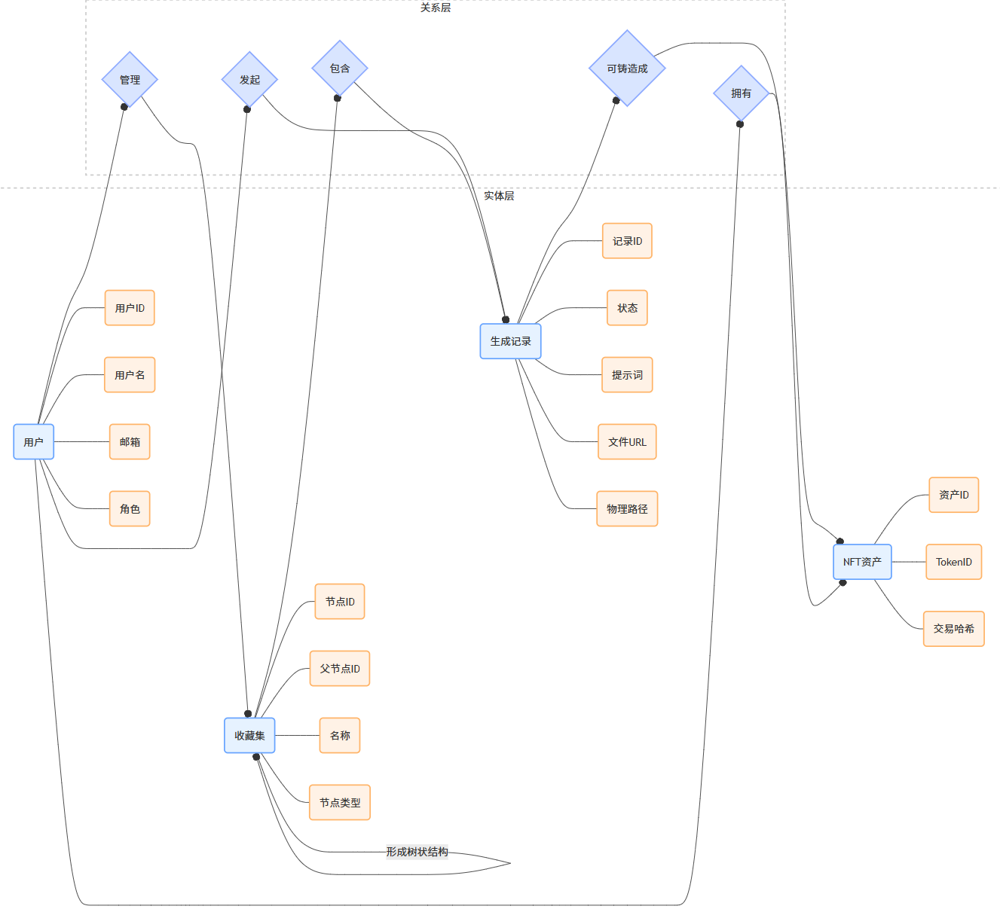 关系层
管理
发起
包含
可铸造成
拥有
实体层
记录ID
用户ID
状态
生成记录
用户名
提示词
用户
邮箱
文件URL
角色
物理路径
资产ID
NFT资产
TokenID
节点ID
交易哈希
父节点ID
收藏集
名称
节点类型
形成树状结构